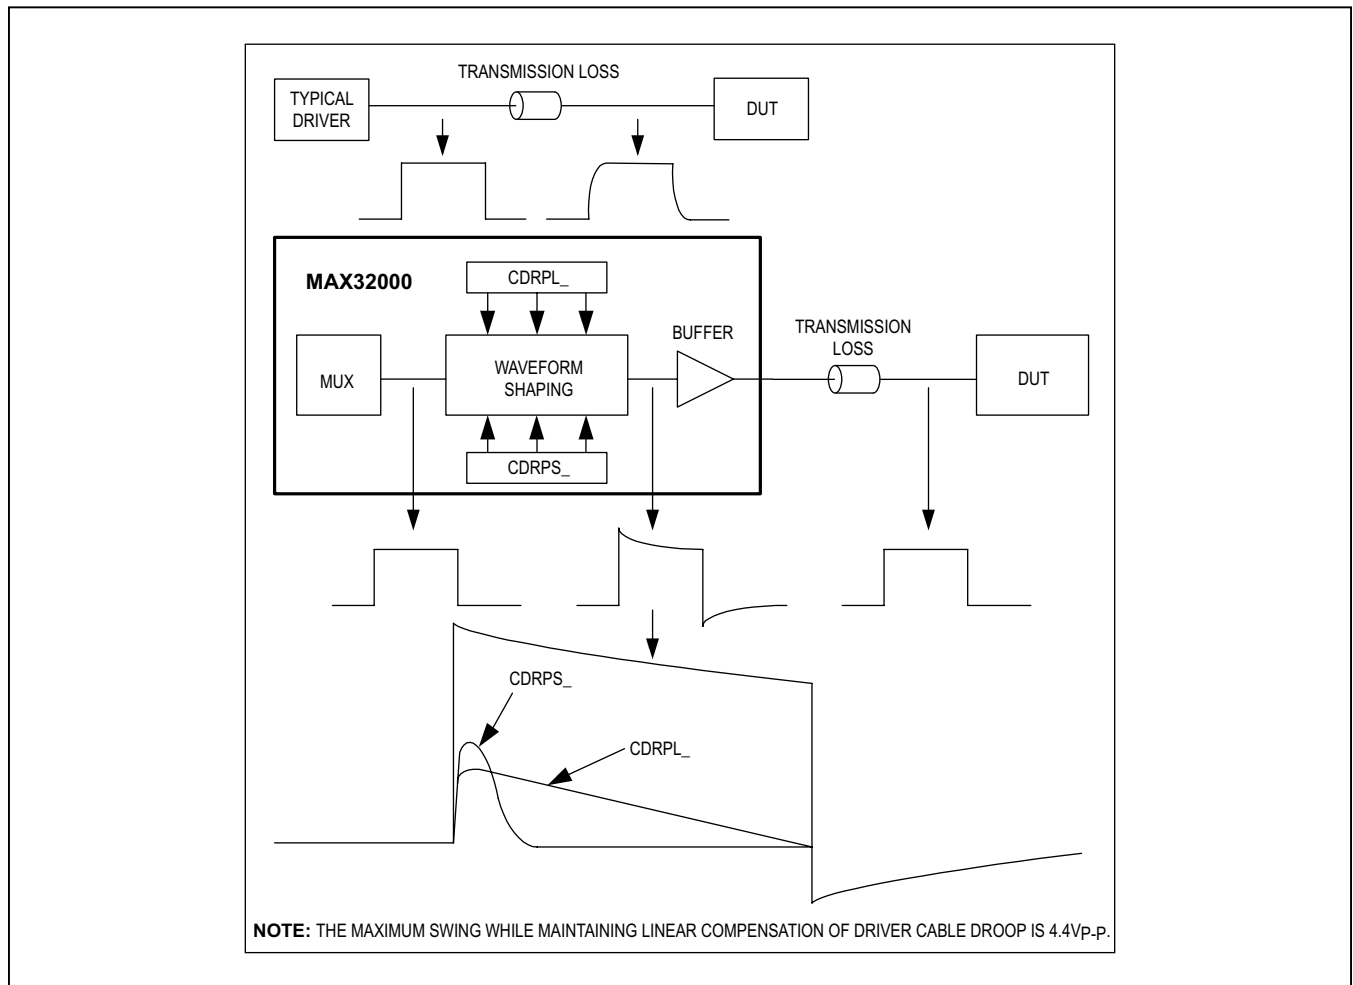 TRANSMISSION LOSS
TYPICAL
DRIVER
DUT
MAX32000
CDRPL_
MUX
WAVEFORM
SHAPING
BUFFER
CDRPS_
TRANSMISSION
LOSS
DUT
CDRPS_
CDRPL_
NOTE: THE MAXIMUM SWING WHILE MAINTAINING LINEAR COMPENSATION OF DRIVER CABLE DROOP IS 4.4VP-P.